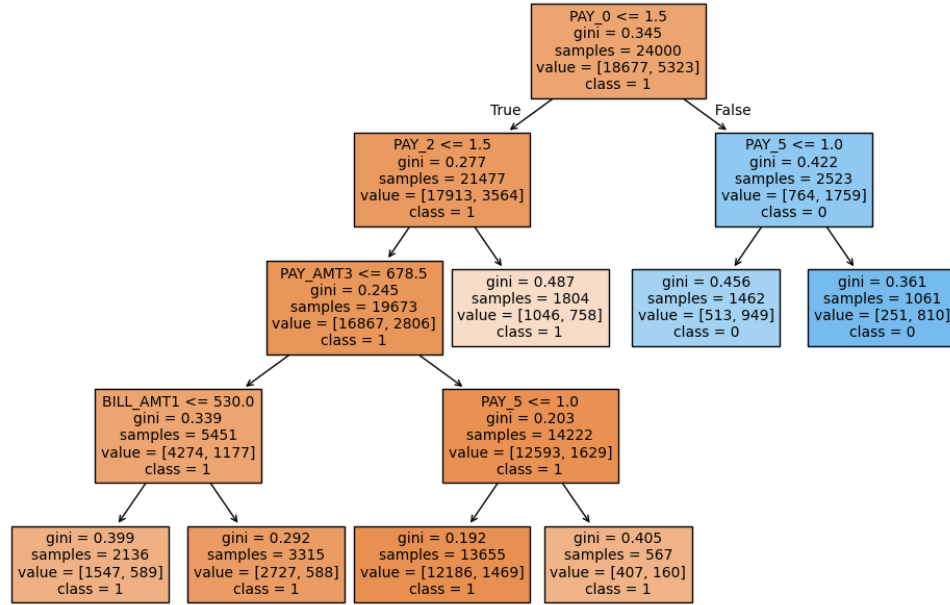 PAY_0 <= 1.5
gini = 0.345
samples = 24000
value = [18677, 5323]
class = 1
True
False
PAY_2 <= 1.5
gini = 0.277
samples = 21477
value = [17913, 3564]
class = 1
PAY_5 <= 1.0
gini = 0.422
samples = 2523
value = [764, 1759]
class = 0
PAY_AMT3 <= 678.5
gini = 0.245
samples = 19673
value = [16867, 2806]
class = 1
gini = 0.487
samples = 1804
value = [1046, 758]
class = 1
gini = 0.456
samples = 1462
value = [513, 949]
class = 0
gini = 0.361
samples = 1061
value = [251, 810]
class = 0
BILL_AMT1 <= 530.0
gini = 0.339
samples = 5451
value = [4274, 1177]
class = 1
PAY_5 <= 1.0
gini = 0.203
samples = 14222
value = [12593, 1629]
class = 1
gini = 0.399
samples = 2136
value = [1547, 589]
class = 1
gini = 0.292
samples = 3315
value = [2727, 588]
class = 1
gini = 0.192
samples = 13655
value = [12186, 1469]
class = 1
gini = 0.405
samples = 567
value = [407, 160]
class = 1